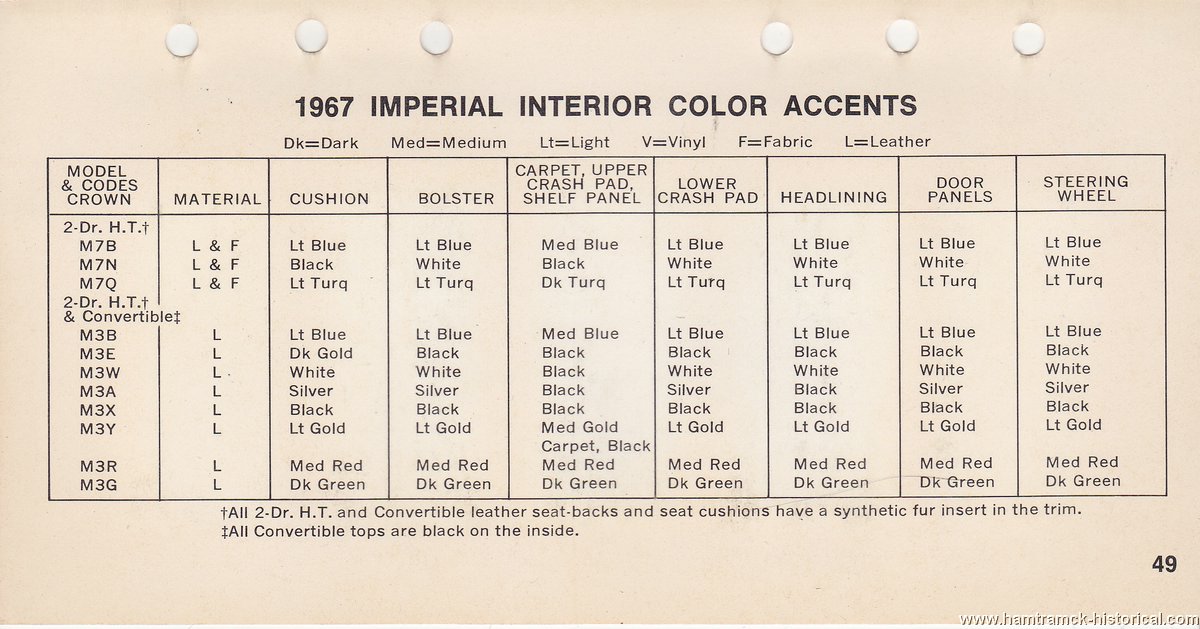 1967 IMPERIAL INTERIOR COLOR ACCENTS
Dk=Dark Med=Medium Lt=Light V=Vinyl F=Fabric L=Leather
MODEL & CODES CROWN MATERIAL CUSHION BOLSTER CARPET, UPPER CRASH PAD, SHELF PANEL LOWER CRASH PAD HEADLINING DOOR PANELS STEERING WHEEL
2-Dr. H.T.†
M7B L & F Lt Blue Lt Blue Med Blue Lt Blue Lt Blue Lt Blue Lt Blue
M7N L & F Black White Black White White White White
M7Q L & F Lt Turq Lt Turq Dk Turq Lt Turq Lt Turq Lt Turq Lt Turq
2-Dr. H.T.†
& Convertible‡
M3B L Lt Blue Lt Blue Med Blue Lt Blue Lt Blue Lt Blue Lt Blue
M3E L Dk Gold Black Black Black Black Black Black
M3W L White White Black White White White White
M3A L Silver Silver Black Silver Black Silver Silver
M3X L Black Black Black Black Black Black Black
M3Y L Lt Gold Lt Gold Med Gold Lt Gold Lt Gold Lt Gold Lt Gold
Carpet, Black
M3R L Med Red Med Red Med Red Med Red Med Red Med Red Med Red
M3G L Dk Green Dk Green Dk Green Dk Green Dk Green Dk Green Dk Green
†All 2-Dr. H.T. and Convertible leather seat-backs and seat cushions have a synthetic fur insert in the trim.
‡All Convertible tops are black on the inside.
49
www.hamtramck-historical.com